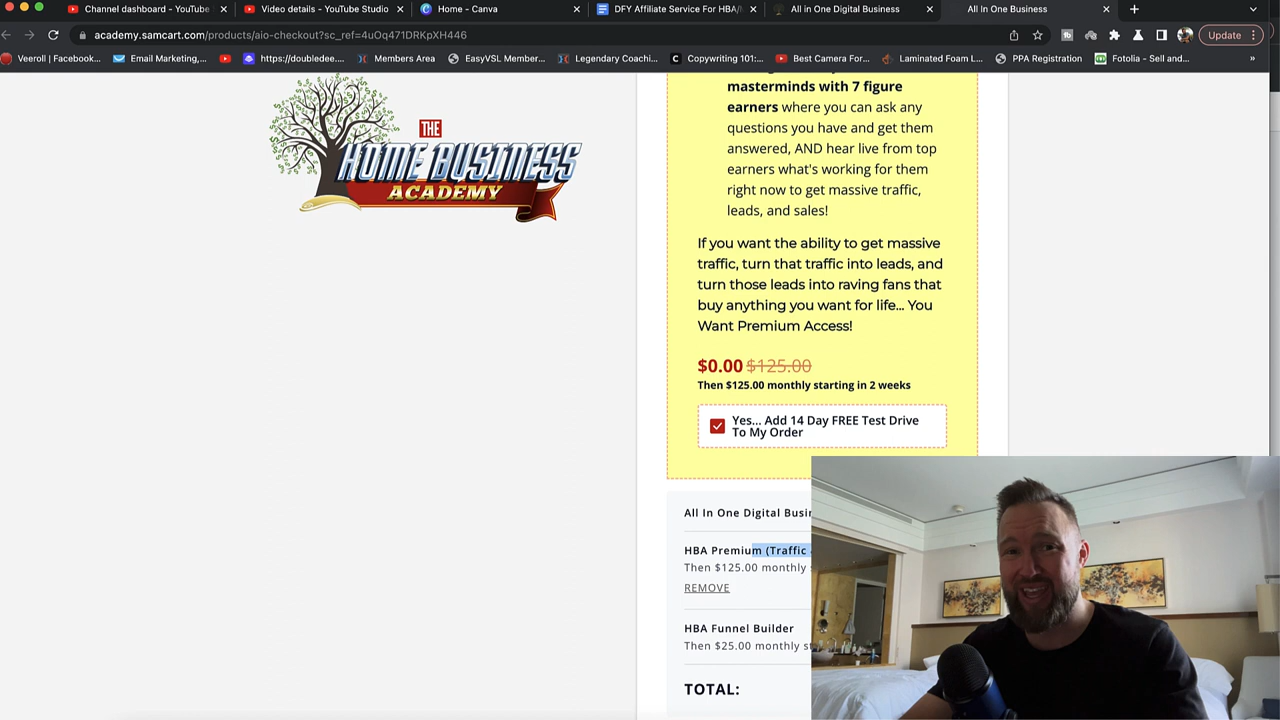 Channel dashboard - YouTube
Video details - YouTube Studio
Home - Canva
DFY Affiliate Service For HBA/
All in One Digital Business
All In One Business
academy.samcart.com/products/aio-checkout?sc_ref=4uOq471DRKpXH446
Update
Veeroll | Facebook...
Email Marketing,...
https://doubledee....
Members Area
EasyVSL Member...
Legendary Coachi...
Copywriting 101:...
Best Camera For...
Laminated Foam L...
PPA Registration
Fotolia - Sell and...
»
THE
HOME BUSINESS
ACADEMY
masterminds with 7 figure
earners where you can ask any
questions you have and get them
answered, AND hear live from top
earners what's working for them
right now to get massive traffic,
leads, and sales!
If you want the ability to get massive
traffic, turn that traffic into leads, and
turn those leads into raving fans that
buy anything you want for life... You
Want Premium Access!
$0.00 $125.00
Then $125.00 monthly starting in 2 weeks
Yes... Add 14 Day FREE Test Drive
To My Order
All In One Digital Busi
HBA Premium (Traffic
Then $125.00 monthly
REMOVE
HBA Funnel Builder
Then $25.00 monthly
TOTAL: